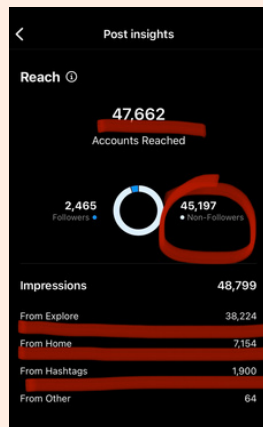 Post insights
Reach
47,662
Accounts Reached
2,465 45,197
Followers Non-Followers
Impressions 48,799
From Explore 38,224
From Home 7,154
From Hashtags 1,900
From Other 64